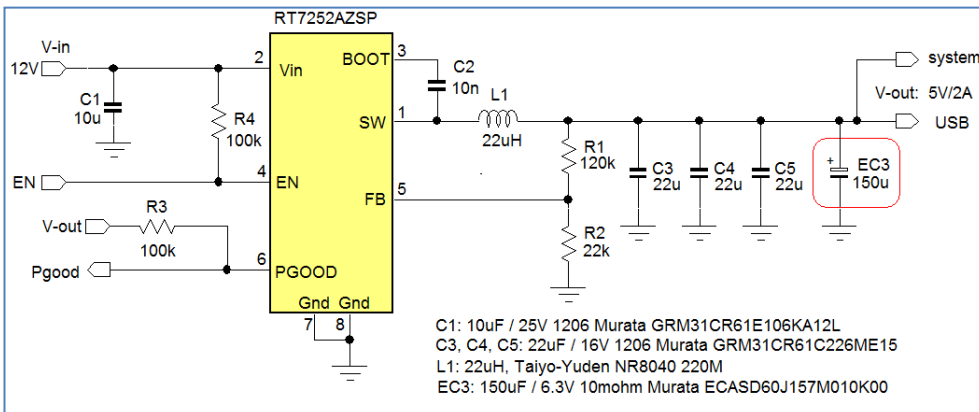 RT7252AZSP
V-in
12V
2
Vin
BOOT
3
C2
10n
C1
10u
R4
100k
SW
1
L1
22uH
system
V-out: 5V/2A
USB
R1
120k
C3
22u
C4
22u
C5
22u
+
EC3
150u
EN
4
EN
FB
5
R2
22k
V-out
R3
100k
Pgood
6
PGOOD
Gnd Gnd
7 8
C1: 10uF / 25V 1206 Murata GRM31CR61E106KA12L
C3, C4, C5: 22uF / 16V 1206 Murata GRM31CR61C226ME15
L1: 22uH, Taiyo-Yuden NR8040 220M
EC3: 150uF / 6.3V 10mohm Murata ECASD60J157M010K00